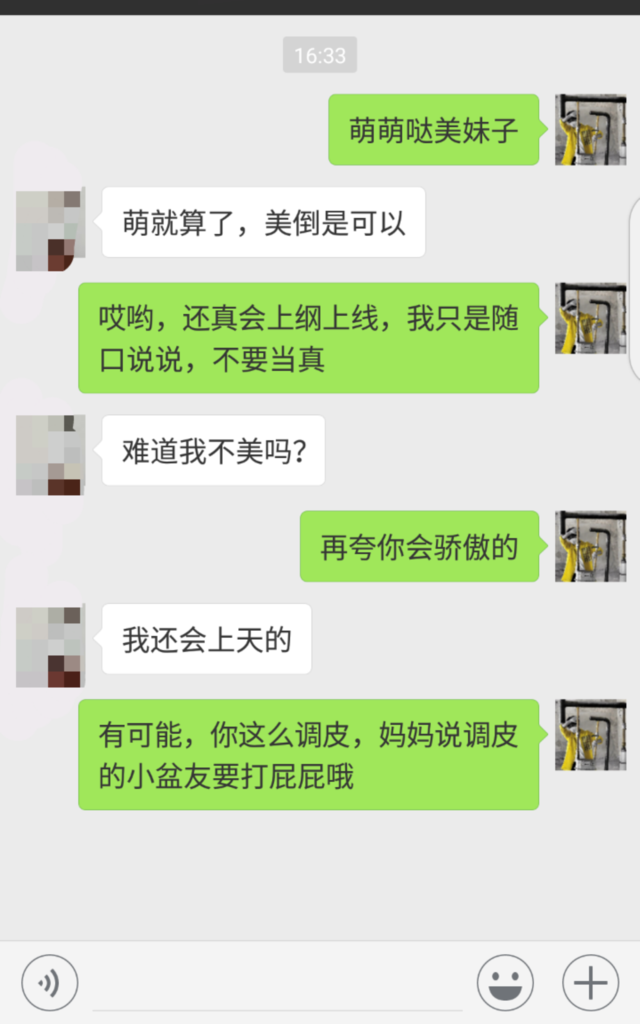 16:33
萌萌哒美妹子
萌就算了，美倒是可以
哎哟，还真会上纲上线，我只是随
口说说，不要当真
难道我不美吗？
再夸你会骄傲的
我还会上天的
有可能，你这么调皮，妈妈说调皮
的小盆友要打屁屁哦